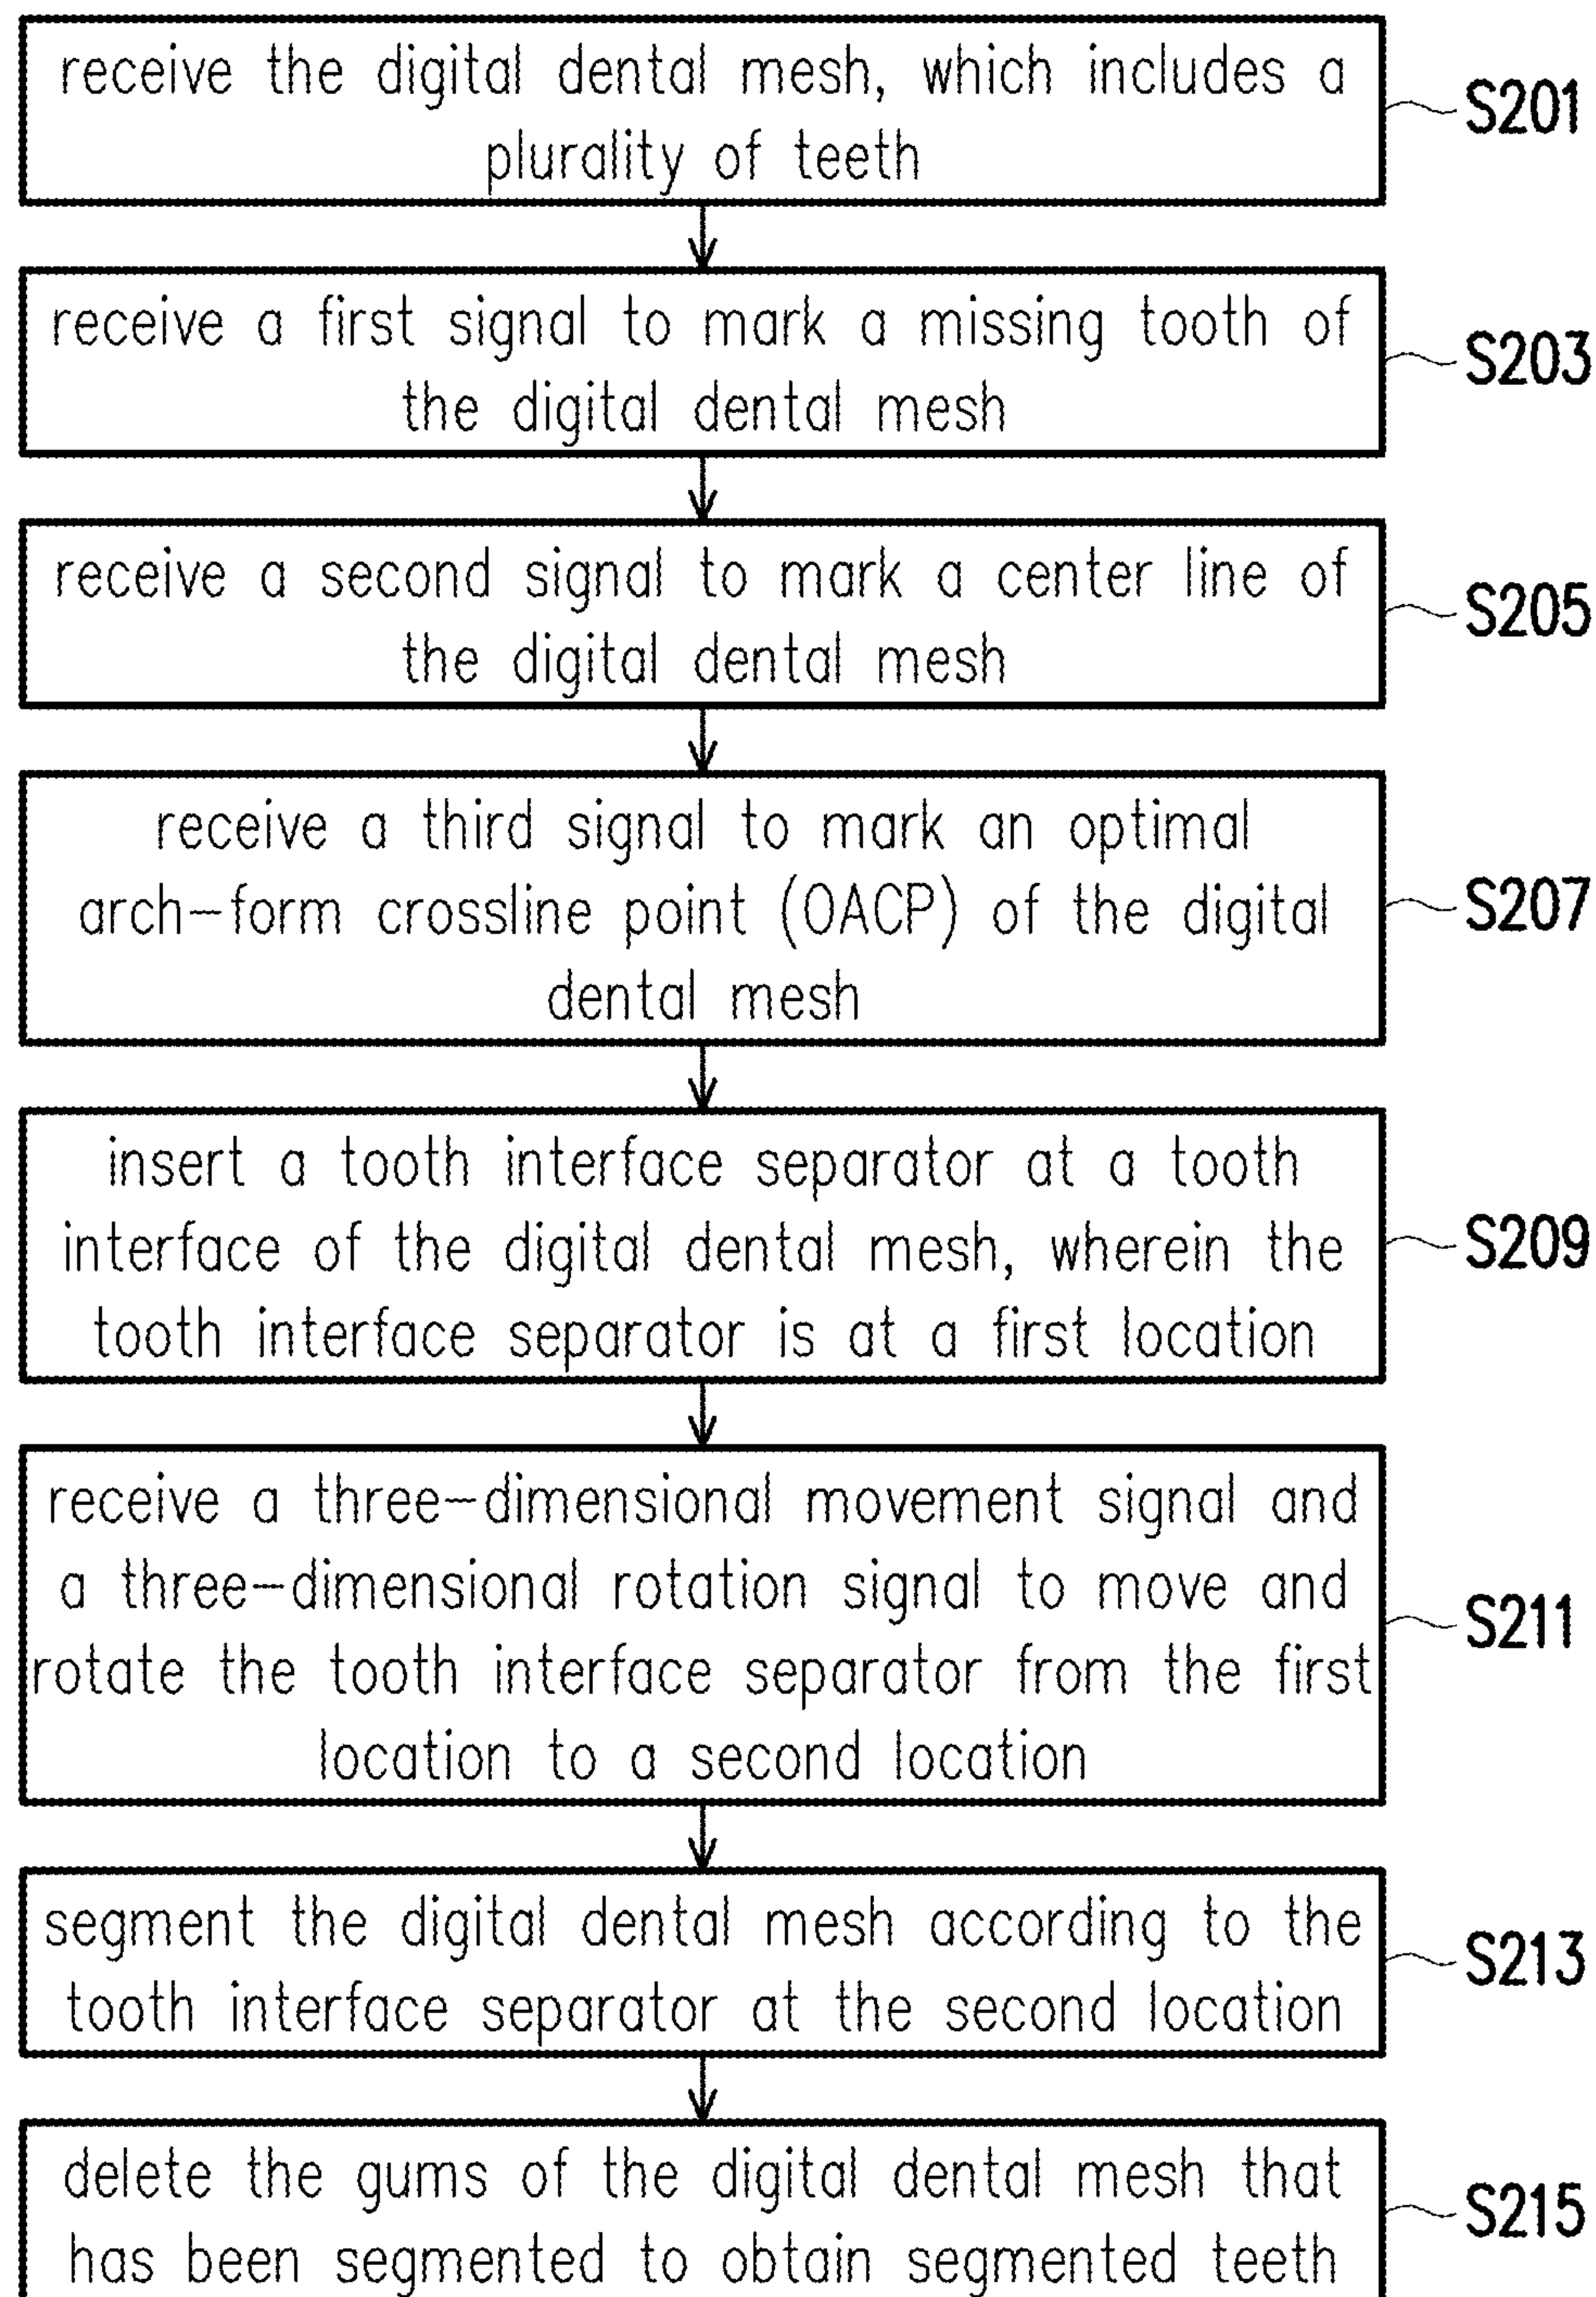 receive the digital dental mesh, which includes a
plurality of teeth
S201
receive a first signal to mark a missing tooth of
the digital dental mesh
S203
receive a second signal to mark a center line of
the digital dental mesh
S205
receive a third signal to mark an optimal
arch-form crossline point (OACP) of the digital
dental mesh
S207
insert a tooth interface separator at a tooth
interface of the digital dental mesh, wherein the
tooth interface separator is at a first location
S209
receive a three-dimensional movement signal and
a three-dimensional rotation signal to move and
rotate the tooth interface separator from the first
location to a second location
S211
segment the digital dental mesh according to the
tooth interface separator at the second location
S213
delete the gums of the digital dental mesh that
has been segmented to obtain segmented teeth
S215